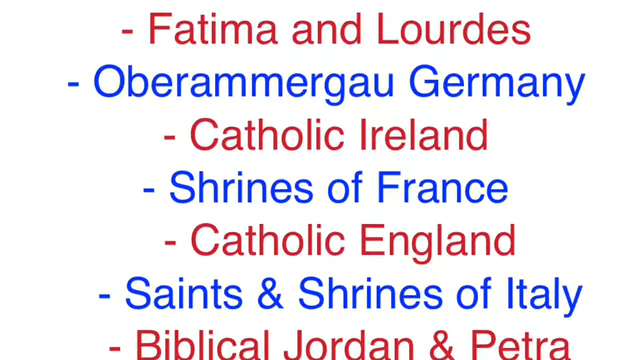 - Fatima and Lourdes
- Oberammergau Germany
- Catholic Ireland
- Shrines of France
- Catholic England
- Saints & Shrines of Italy
- Biblical Jordan & Petra